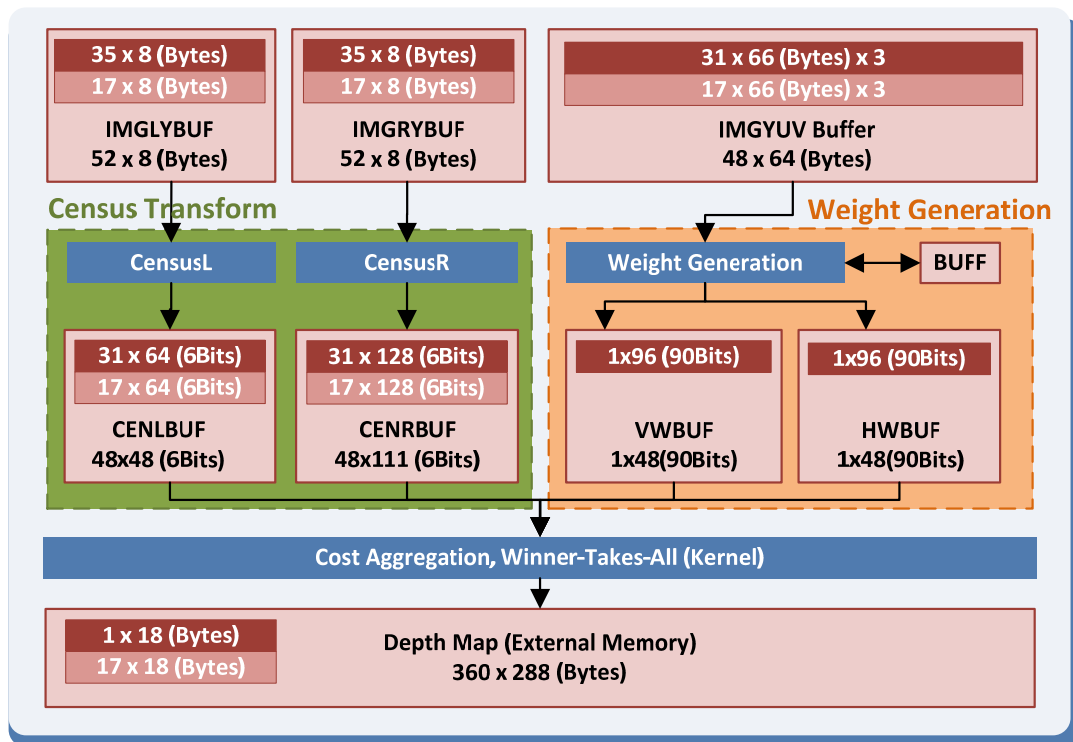 35 x 8 (Bytes)
17 x 8 (Bytes)
IMGLYBUF
52 x 8 (Bytes)
35 x 8 (Bytes)
17 x 8 (Bytes)
IMGRYBUF
52 x 8 (Bytes)
31 x 66 (Bytes) x 3
17 x 66 (Bytes) x 3
IMGYUV Buffer
48 x 64 (Bytes)
Census Transform
Weight Generation
CensusL
CensusR
Weight Generation
BUFF
31 x 64 (6Bits)
17 x 64 (6Bits)
CENLBUF
48x48 (6Bits)
31 x 128 (6Bits)
17 x 128 (6Bits)
CENRBUF
48x111 (6Bits)
1x96 (90Bits)
VWBUF
1x48(90Bits)
1x96 (90Bits)
HWBUF
1x48(90Bits)
Cost Aggregation, Winner-Takes-All (Kernel)
1 x 18 (Bytes)
17 x 18 (Bytes)
Depth Map (External Memory)
360 x 288 (Bytes)